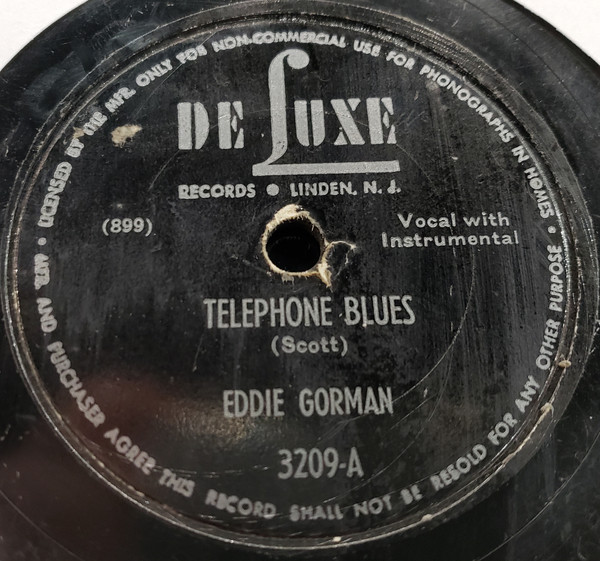 LICENSED BY THE MFR. ONLY FOR NON-COMMERCIAL USE FOR PHONOGRAPHS IN HOMES •
DE LUXE
RECORDS • LINDEN, N. J.
(899)
Vocal with
Instrumental
TELEPHONE BLUES
(Scott)
EDDIE GORMAN
3209-A
• MFR. AND PURCHASER AGREE THIS RECORD SHALL NOT BE RESOLD FOR ANY OTHER PURPOSE